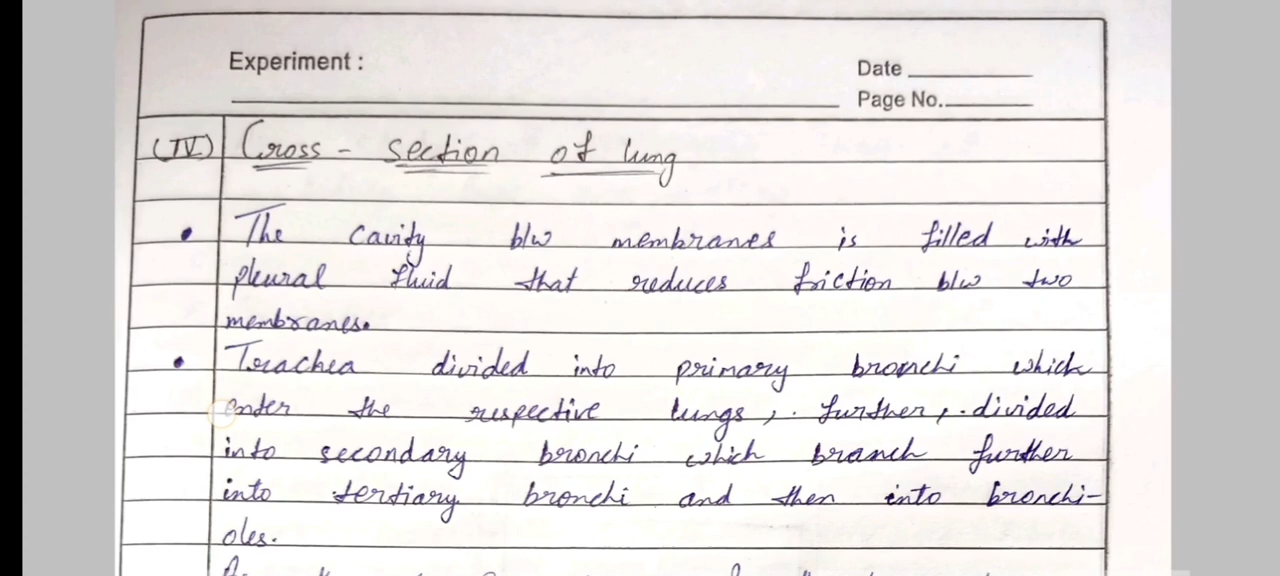 Experiment :
Date
Page No.
(IV) Cross - section of lung
• The cavity b/w membranes is filled with
pleural fluid that reduces friction b/w two
membranes.
• Trachea divided into primary bronchi which
enter the respective lungs, . further, . divided
into secondary bronchi which branch further
into tertiary bronchi and then into bronchi-
oles.